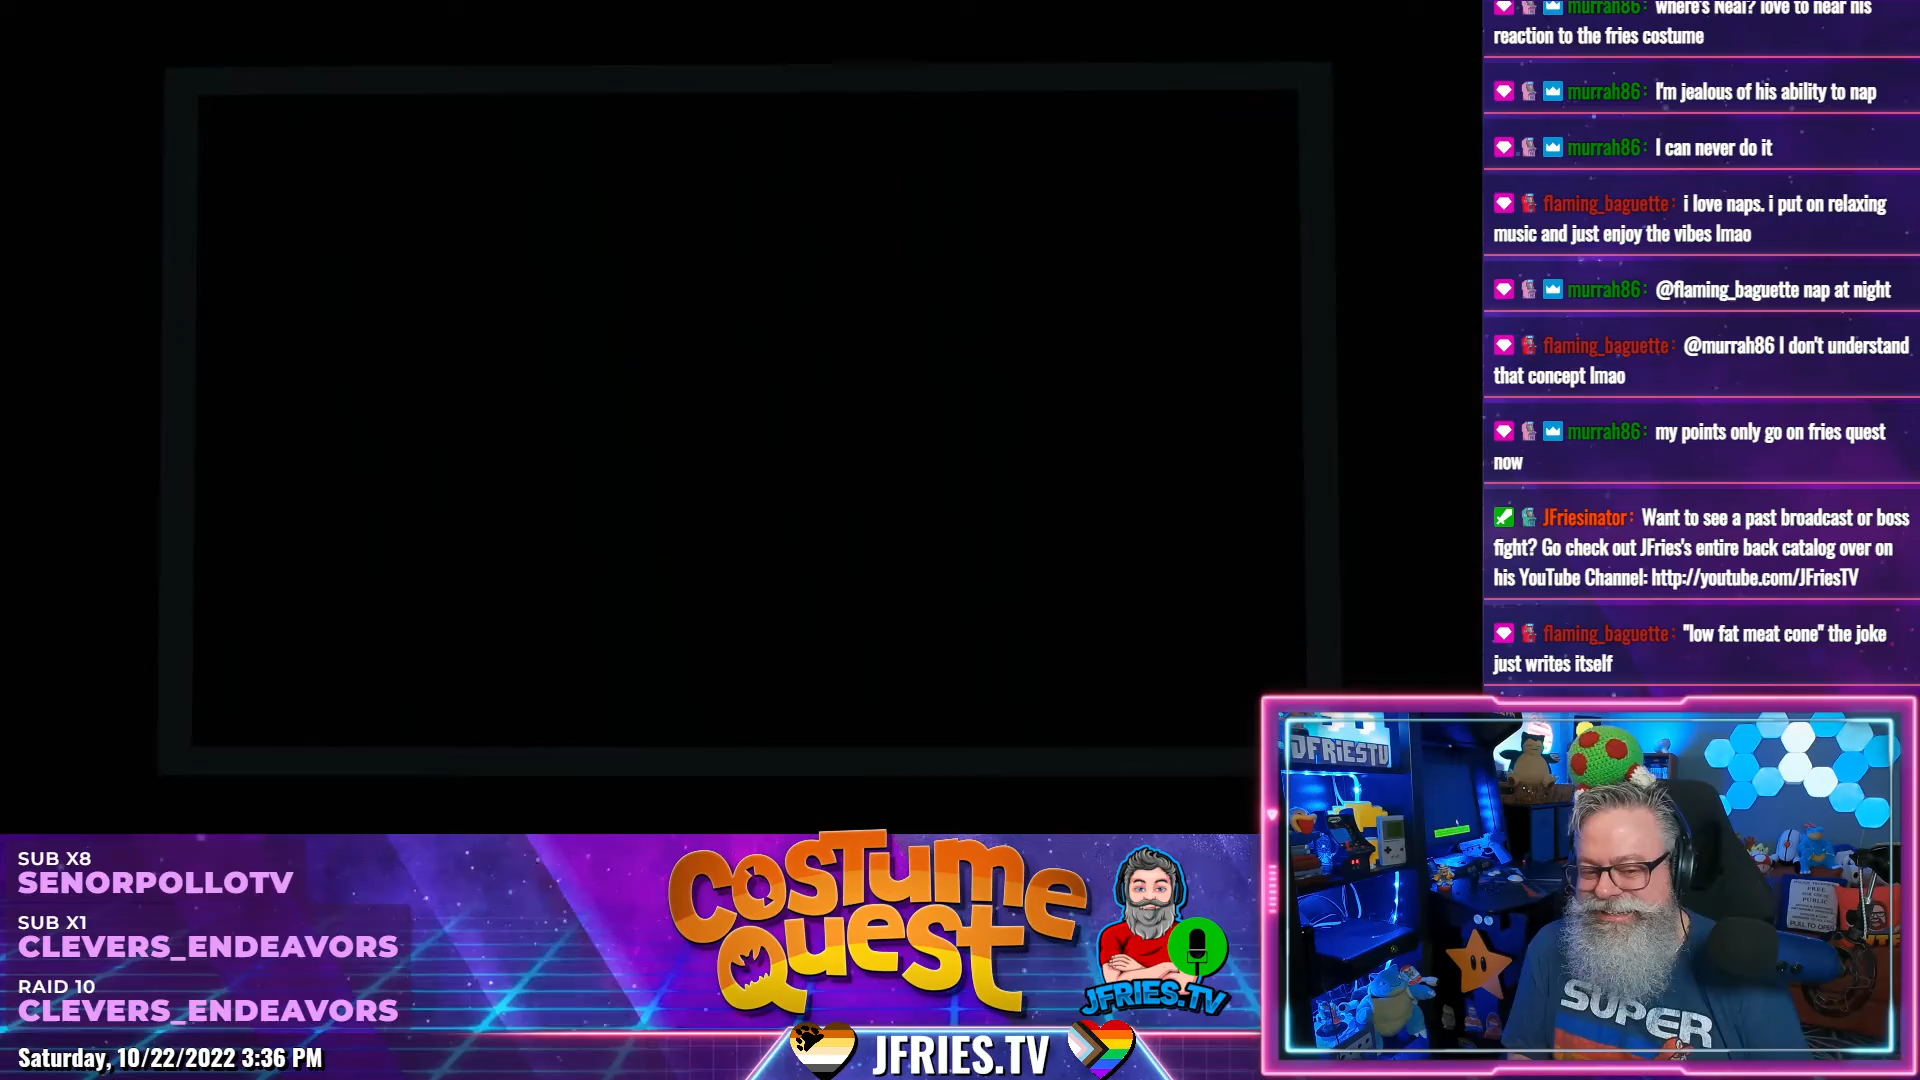 murrah86: where's Neal? love to hear his
reaction to the fries costume
murrah86: I'm jealous of his ability to nap
murrah86: I can never do it
flaming_baguette: i love naps. i put on relaxing
music and just enjoy the vibes lmao
murrah86: @flaming_baguette nap at night
flaming_baguette: @murrah86 I don't understand
that concept lmao
murrah86: my points only go on fries quest
now
JFriesinator: Want to see a past broadcast or boss
fight? Go check out JFries's entire back catalog over on
his YouTube Channel: http://youtube.com/JFriesTV
flaming_baguette: "low fat meat cone" the joke
just writes itself
JFRIESTV
FREE
PUBLIC
PULL TO OPEN
SUPER
SUB X8
SENORPOLLOTV
SUB X1
CLEVERS_ENDEAVORS
RAID 10
CLEVERS_ENDEAVORS
Saturday, 10/22/2022 3:36 PM
COSTUME
QUEST
JFRIES.TV
JFRIES.TV